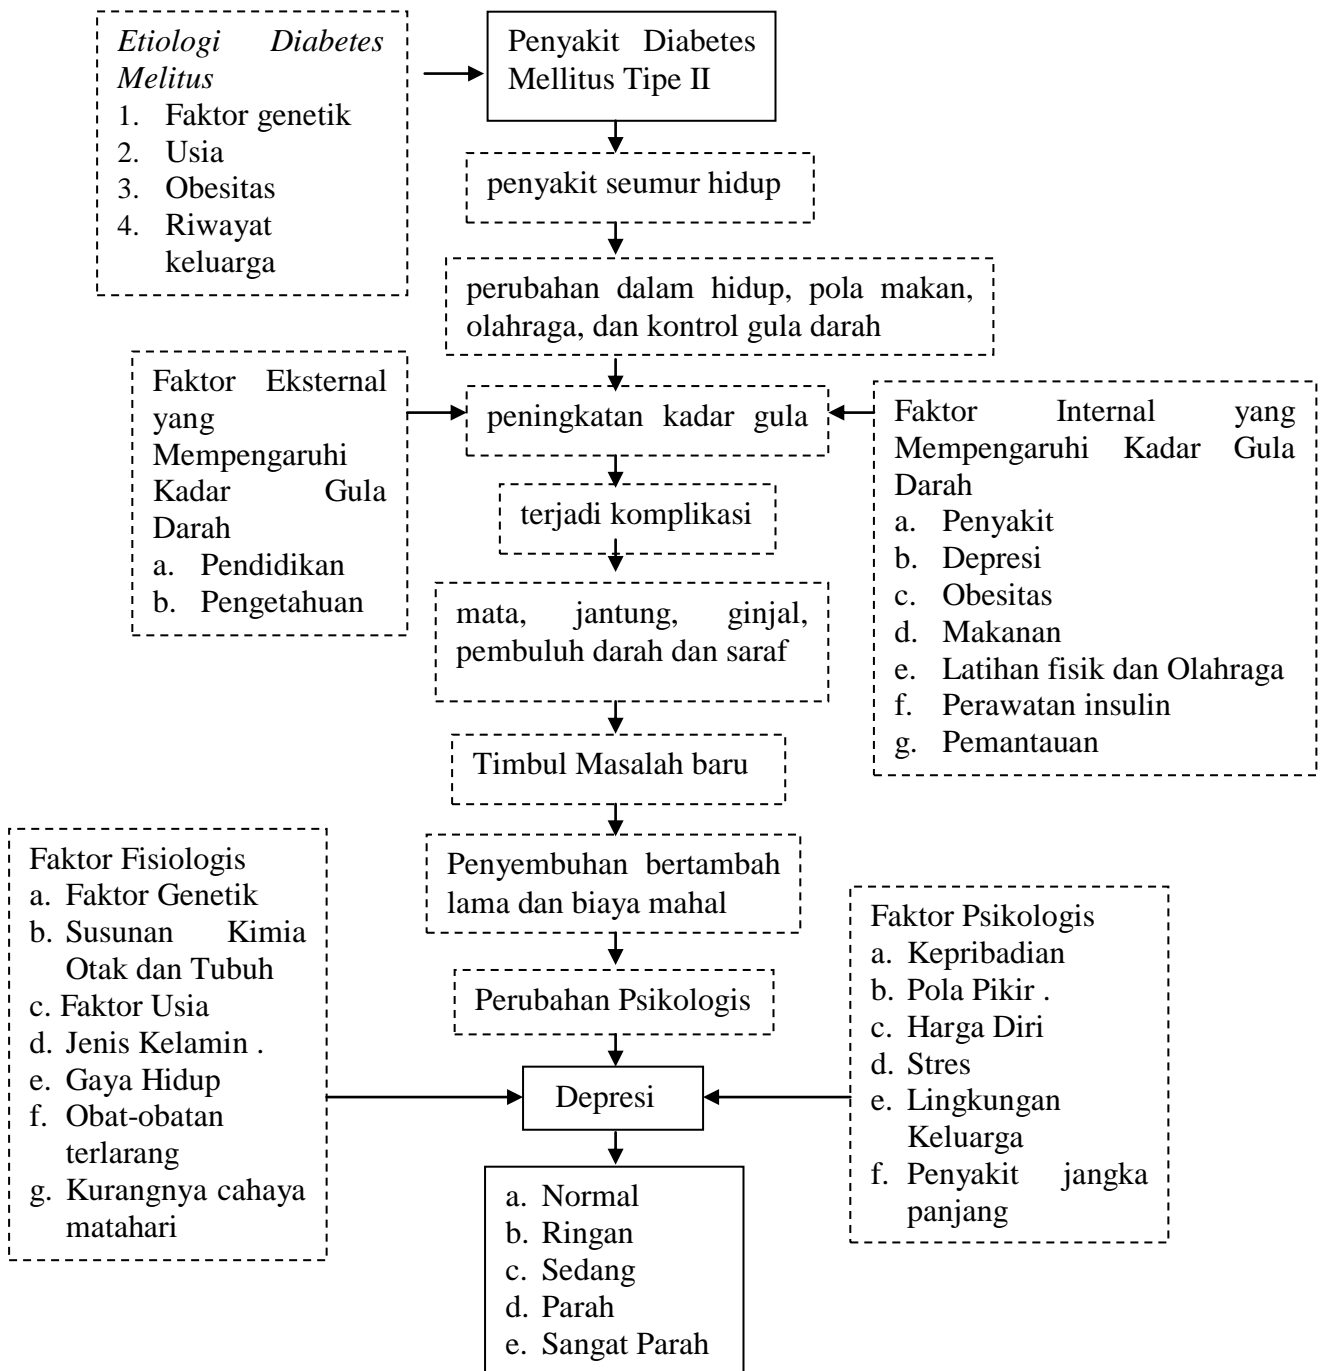 Etiologi Diabetes
Melitus
1. Faktor genetik
2. Usia
3. Obesitas
4. Riwayat
keluarga
Penyakit Diabetes
Mellitus Tipe II
penyakit seumur hidup
perubahan dalam hidup, pola makan,
olahraga, dan kontrol gula darah
Faktor Eksternal
yang
Mempengaruhi
Kadar Gula
Darah
a. Pendidikan
b. Pengetahuan
peningkatan kadar gula
Faktor Internal yang
Mempengaruhi Kadar Gula
Darah
a. Penyakit
b. Depresi
c. Obesitas
d. Makanan
e. Latihan fisik dan Olahraga
f. Perawatan insulin
g. Pemantauan
terjadi komplikasi
mata, jantung, ginjal,
pembuluh darah dan saraf
Timbul Masalah baru
Penyembuhan bertambah
lama dan biaya mahal
Perubahan Psikologis
Faktor Fisiologis
a. Faktor Genetik
b. Susunan Kimia
Otak dan Tubuh
c. Faktor Usia
d. Jenis Kelamin .
e. Gaya Hidup
f. Obat-obatan
terlarang
g. Kurangnya cahaya
matahari
Depresi
Faktor Psikologis
a. Kepribadian
b. Pola Pikir .
c. Harga Diri
d. Stres
e. Lingkungan
Keluarga
f. Penyakit jangka
panjang
a. Normal
b. Ringan
c. Sedang
d. Parah
e. Sangat Parah